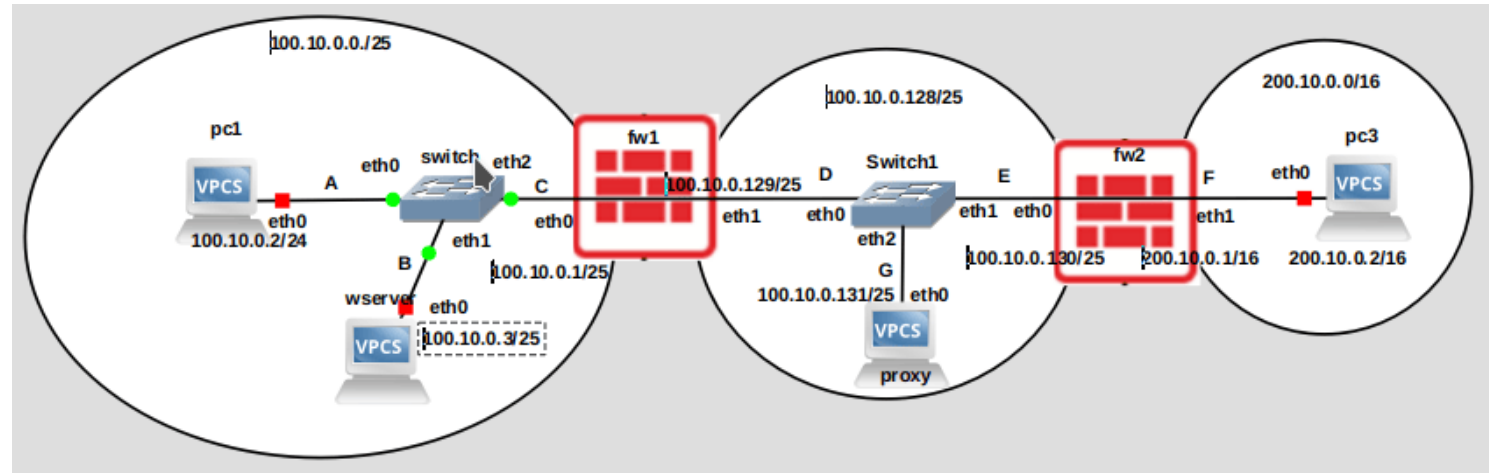 100.10.0.0./25
pc1
VPCS
eth0
100.10.0.2/24
A
eth0
switch
eth2
eth1
B
wserver
eth0
VPCS
100.10.0.3/25
C
eth0
100.10.0.1/25
fw1
100.10.0.129/25
eth1
100.10.0.128/25
D
eth0
Switch1
eth1
eth2
G
100.10.0.131/25
eth0
VPCS
proxy
E
eth0
100.10.0.130/25
fw2
200.10.0.1/16
F
eth1
200.10.0.0/16
pc3
eth0
VPCS
200.10.0.2/16